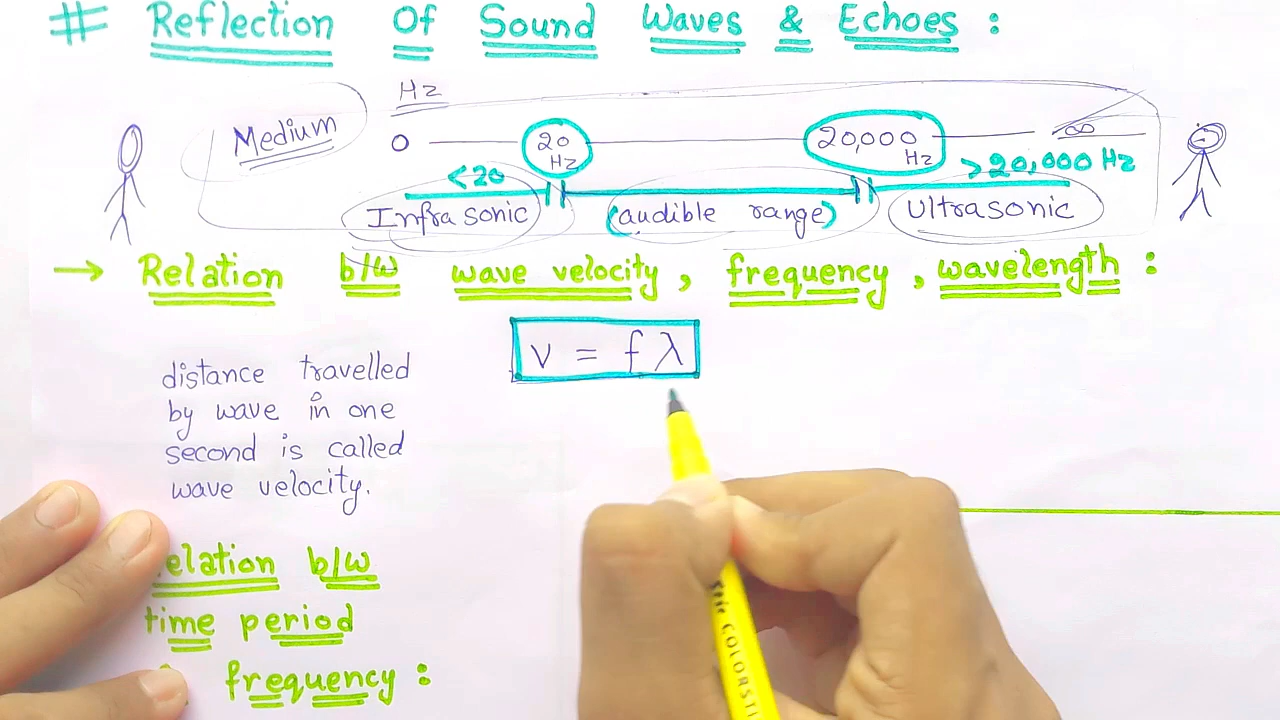 # Reflection Of Sound Waves & Echoes :
Hz
Medium
0 20 Hz 20,000 Hz ∞
<20 >20,000 Hz
Infrasonic (audible range) Ultrasonic
→ Relation b/w wave velocity, frequency, wavelength :
v = f λ
distance travelled
by wave in one
second is called
wave velocity.
elation b/w
time period
frequency :
COLORSTI